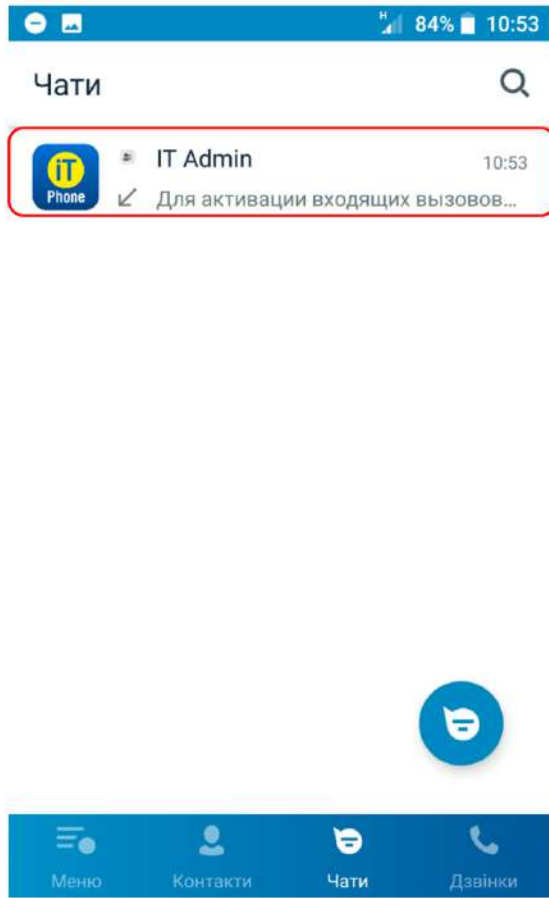 H 84% 10:53
Чати
iT
Phone
IT Admin
10:53
Для активации входящих вызовов...
Меню
Контакти
Чати
Дзвінки